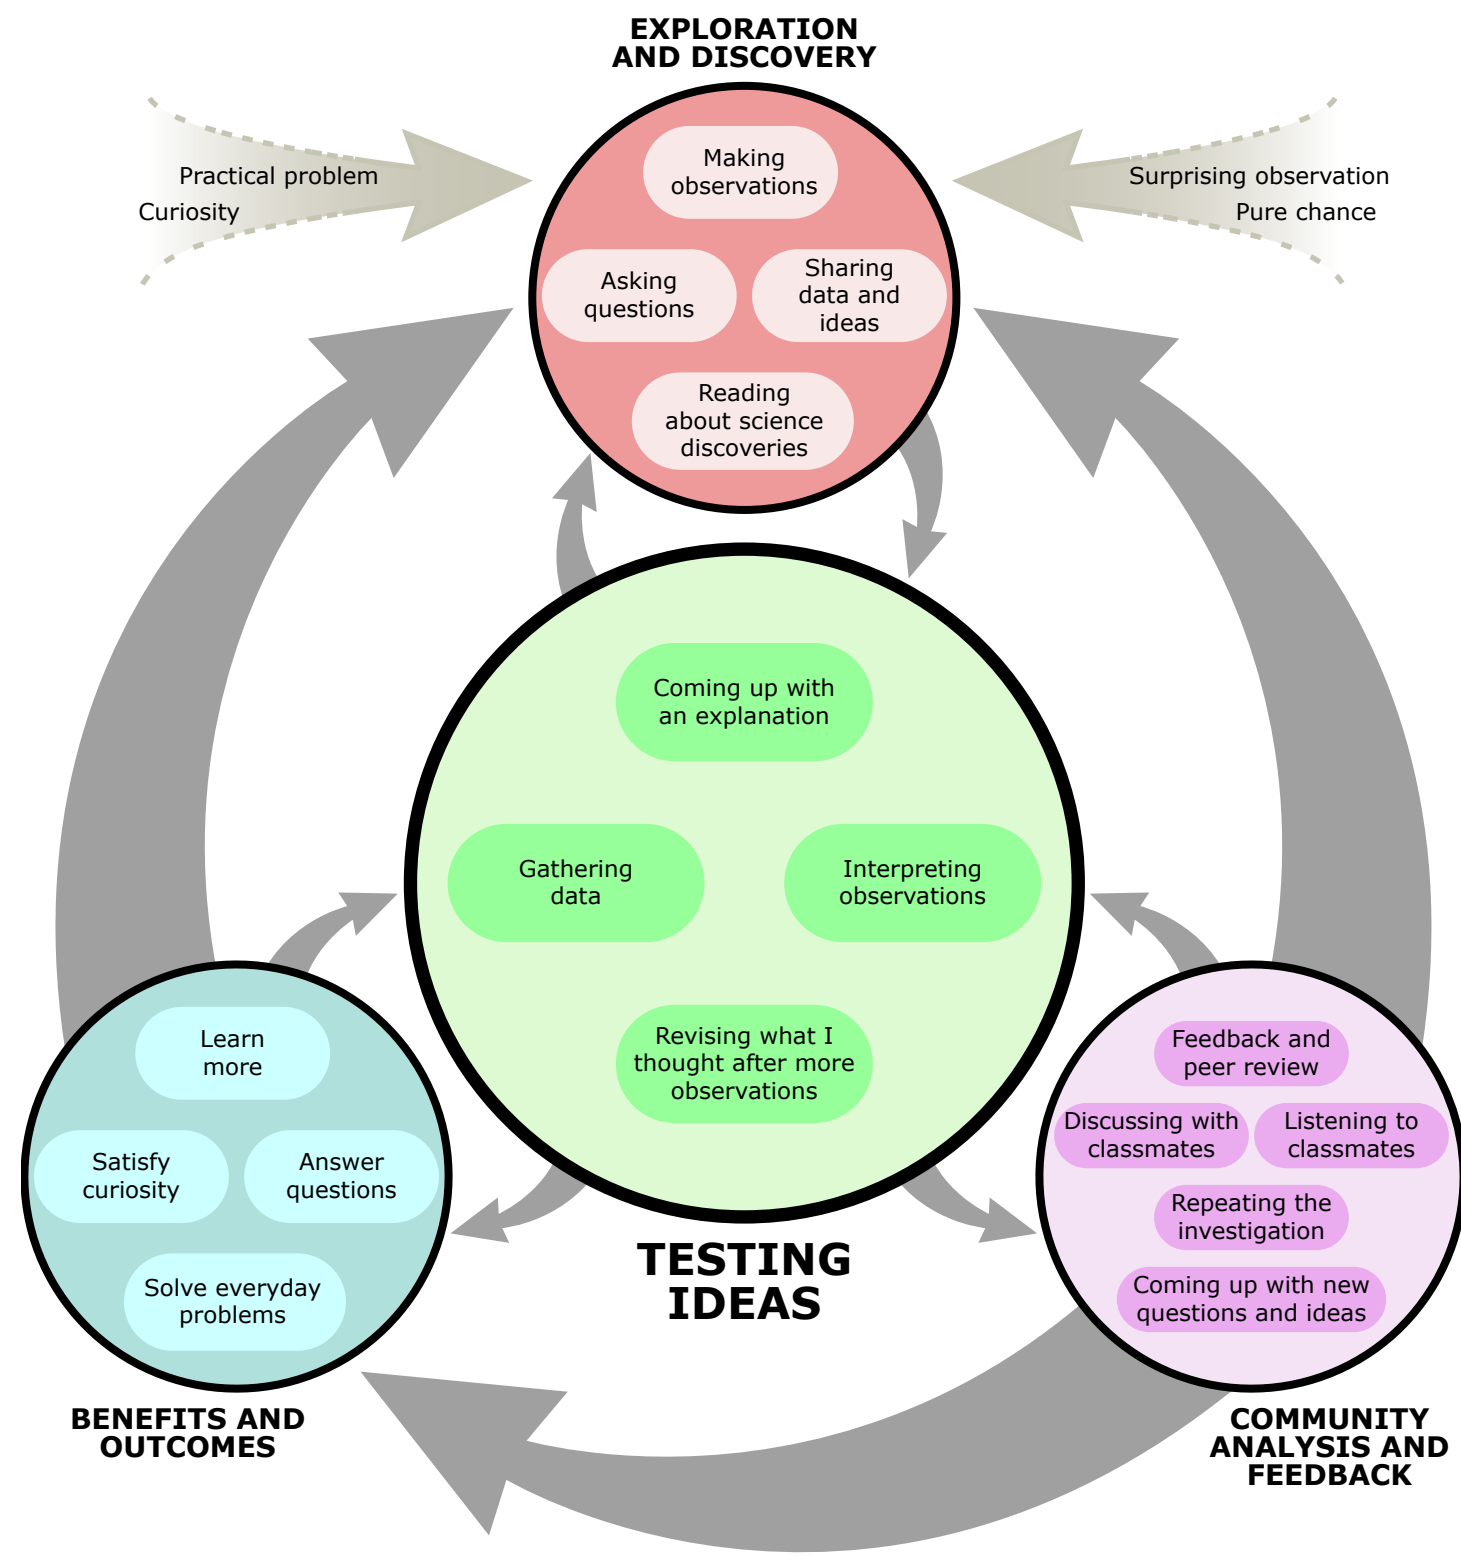 EXPLORATION
AND DISCOVERY
Practical problem
Curiosity
Surprising observation
Pure chance
Making
observations
Asking
questions
Sharing
data and
ideas
Reading
about science
discoveries
Coming up with
an explanation
Gathering
data
Interpreting
observations
Revising what I
thought after more
observations
TESTING
IDEAS
Learn
more
Satisfy
curiosity
Answer
questions
Solve everyday
problems
BENEFITS AND
OUTCOMES
Feedback and
peer review
Discussing with
classmates
Listening to
classmates
Repeating the
investigation
Coming up with new
questions and ideas
COMMUNITY
ANALYSIS AND
FEEDBACK